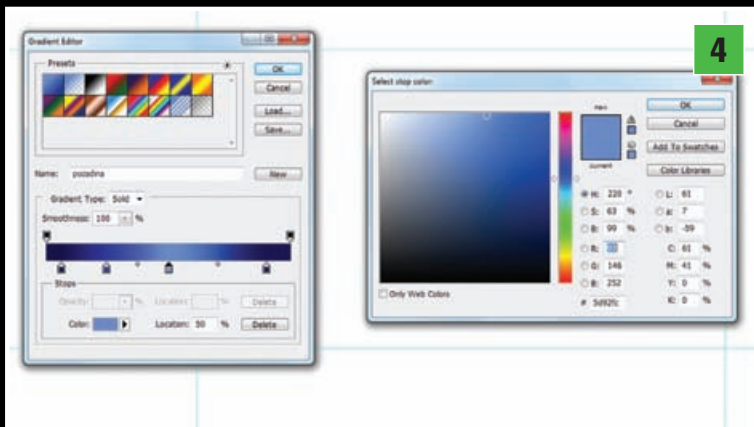 4
Gradient Editor
Presets
OK
Cancel
Load...
Save...
Name: pozadina
New
Gradient Type: Solid
Smoothness: 100 %
Stops
Opacity: % Location: % Delete
Color: Location: 50 % Delete
Select stop color:
new
current
OK
Cancel
Add To Swatches
Color Libraries
H: 220 °
S: 63 %
B: 99 %
R:
G: 146
B: 252
# 5d92fc
L: 61
a: 7
b: -59
C: 61 %
M: 41 %
Y: 0 %
K: 0 %
Only Web Colors